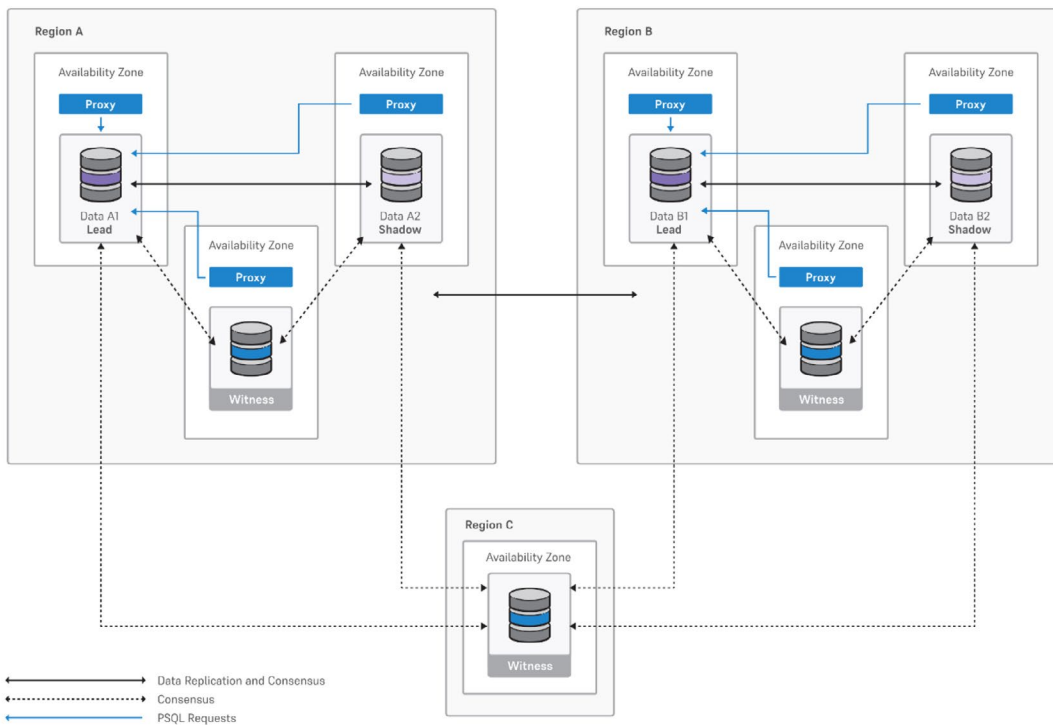 Region A
Availability Zone
Proxy
Data A1
Lead
Availability Zone
Proxy
Data A2
Shadow
Availability Zone
Proxy
Witness
Region B
Availability Zone
Proxy
Data B1
Lead
Availability Zone
Proxy
Data B2
Shadow
Availability Zone
Proxy
Witness
Region C
Availability Zone
Witness
Data Replication and Consensus
Consensus
PSQL Requests